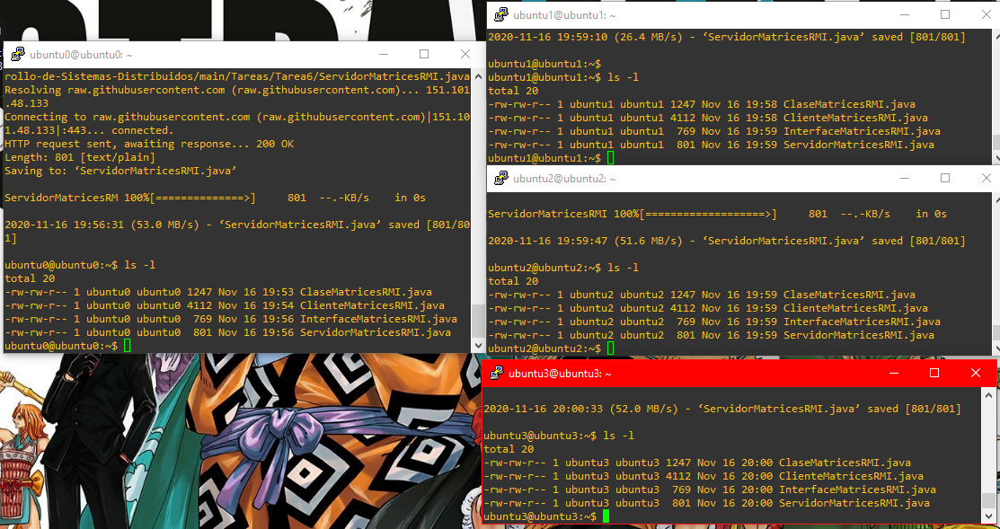 ubuntu0@ubuntu0: ~
rollo-de-Sistemas-Distribuidos/main/Tareas/Tarea6/ServidorMatricesRMI.java
Resolving raw.githubusercontent.com (raw.githubusercontent.com)... 151.101
.48.133
Connecting to raw.githubusercontent.com (raw.githubusercontent.com)|151.10
1.48.133|:443... connected.
HTTP request sent, awaiting response... 200 OK
Length: 801 [text/plain]
Saving to: ‘ServidorMatricesRMI.java’
ServidorMatricesRM 100%[==============>]     801  --.-KB/s    in 0s
2020-11-16 19:56:31 (53.0 MB/s) - ‘ServidorMatricesRMI.java’ saved [801/80
1]
ubuntu0@ubuntu0:~$ ls -l
total 20
-rw-rw-r-- 1 ubuntu0 ubuntu0 1247 Nov 16 19:53 ClaseMatricesRMI.java
-rw-rw-r-- 1 ubuntu0 ubuntu0 4112 Nov 16 19:54 ClienteMatricesRMI.java
-rw-rw-r-- 1 ubuntu0 ubuntu0  769 Nov 16 19:56 InterfaceMatricesRMI.java
-rw-rw-r-- 1 ubuntu0 ubuntu0  801 Nov 16 19:56 ServidorMatricesRMI.java
ubuntu0@ubuntu0:~$
ubuntu1@ubuntu1: ~
2020-11-16 19:59:10 (26.4 MB/s) - ‘ServidorMatricesRMI.java’ saved [801/801]
ubuntu1@ubuntu1:~$
ubuntu1@ubuntu1:~$ ls -l
total 20
-rw-rw-r-- 1 ubuntu1 ubuntu1 1247 Nov 16 19:58 ClaseMatricesRMI.java
-rw-rw-r-- 1 ubuntu1 ubuntu1 4112 Nov 16 19:58 ClienteMatricesRMI.java
-rw-rw-r-- 1 ubuntu1 ubuntu1  769 Nov 16 19:59 InterfaceMatricesRMI.java
-rw-rw-r-- 1 ubuntu1 ubuntu1  801 Nov 16 19:59 ServidorMatricesRMI.java
ubuntu1@ubuntu1:~$
ubuntu2@ubuntu2: ~
ServidorMatricesRMI 100%[===================>]     801  --.-KB/s    in 0s
2020-11-16 19:59:47 (51.6 MB/s) - ‘ServidorMatricesRMI.java’ saved [801/801]
ubuntu2@ubuntu2:~$ ls -l
total 20
-rw-rw-r-- 1 ubuntu2 ubuntu2 1247 Nov 16 19:59 ClaseMatricesRMI.java
-rw-rw-r-- 1 ubuntu2 ubuntu2 4112 Nov 16 19:59 ClienteMatricesRMI.java
-rw-rw-r-- 1 ubuntu2 ubuntu2  769 Nov 16 19:59 InterfaceMatricesRMI.java
-rw-rw-r-- 1 ubuntu2 ubuntu2  801 Nov 16 19:59 ServidorMatricesRMI.java
ubuntu2@ubuntu2:~$
ubuntu3@ubuntu3: ~
2020-11-16 20:00:33 (52.0 MB/s) - ‘ServidorMatricesRMI.java’ saved [801/801]
ubuntu3@ubuntu3:~$ ls -l
total 20
-rw-rw-r-- 1 ubuntu3 ubuntu3 1247 Nov 16 20:00 ClaseMatricesRMI.java
-rw-rw-r-- 1 ubuntu3 ubuntu3 4112 Nov 16 20:00 ClienteMatricesRMI.java
-rw-rw-r-- 1 ubuntu3 ubuntu3  769 Nov 16 20:00 InterfaceMatricesRMI.java
-rw-rw-r-- 1 ubuntu3 ubuntu3  801 Nov 16 20:00 ServidorMatricesRMI.java
ubuntu3@ubuntu3:~$